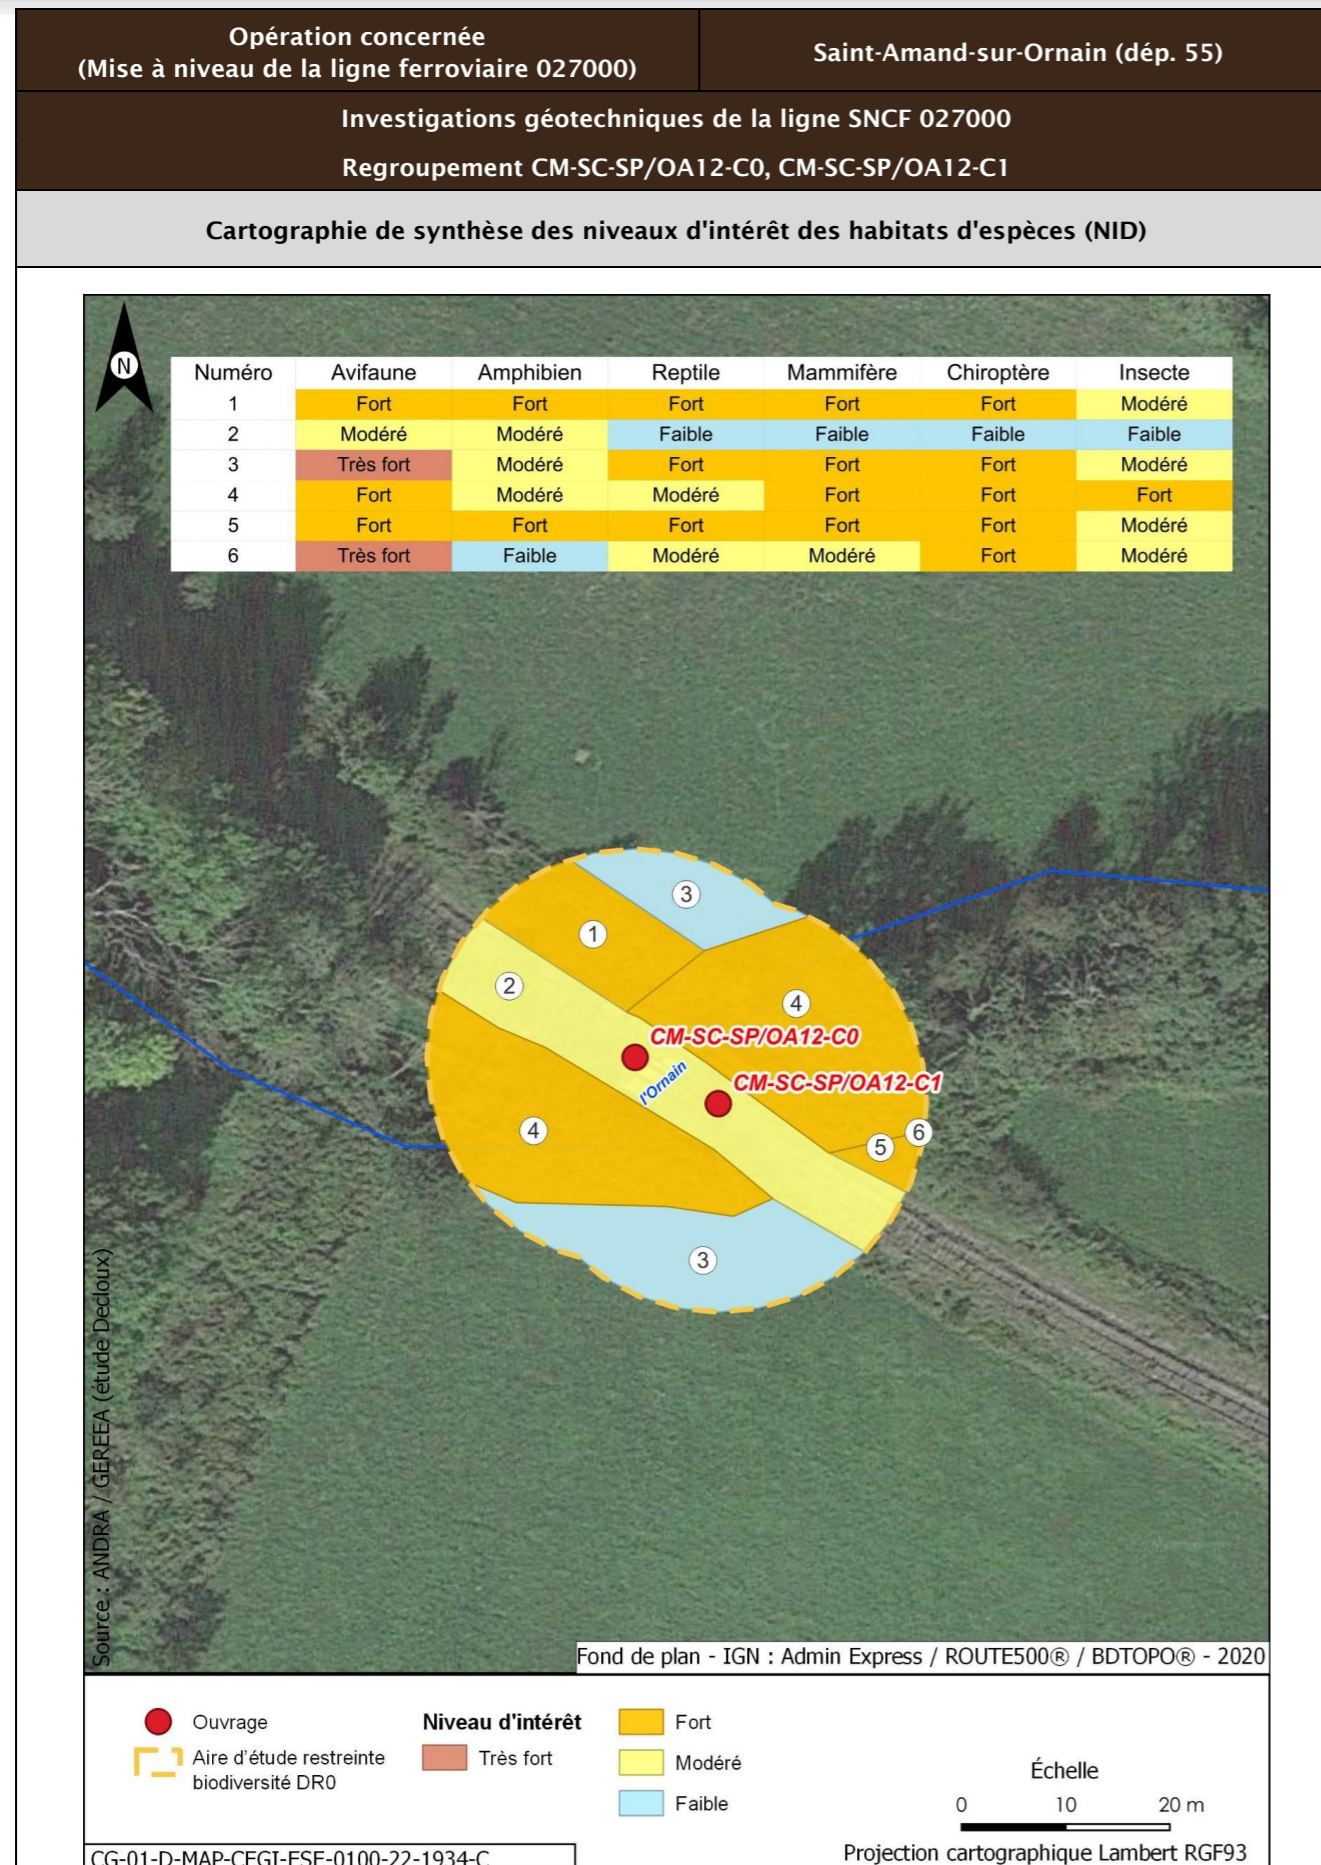 Opération concernée
(Mise à niveau de la ligne ferroviaire 027000)
Saint-Amand-sur-Ornain (dép. 55)
Investigations géotechniques de la ligne SNCF 027000
Regroupement CM-SC-SP/OA12-C0, CM-SC-SP/OA12-C1
Cartographie de synthèse des niveaux d'intérêt des habitats d'espèces (NID)
N
Numéro Avifaune Amphibien Reptile Mammifère Chiroptère Insecte
1 Fort Fort Fort Fort Fort Modéré
2 Modéré Modéré Faible Faible Faible Faible
3 Très fort Modéré Fort Fort Fort Modéré
4 Fort Modéré Modéré Fort Fort Fort
5 Fort Fort Fort Fort Fort Modéré
6 Très fort Faible Modéré Modéré Fort Modéré
3
1
2
4
CM-SC-SP/OA12-C0
l'Ornain
CM-SC-SP/OA12-C1
4
5
6
3
Source : ANDRA / GEREEA (étude Decloux)
Fond de plan - IGN : Admin Express / ROUTE500® / BDTOPO® - 2020
Ouvrage
Aire d'étude restreinte
biodiversité DR0
Niveau d'intérêt
Très fort
Fort
Modéré
Faible
Échelle
0 10 20 m
Projection cartographique Lambert RGF93
CG-01-D-MAP-CEGI-ESE-0100-22-1934-C